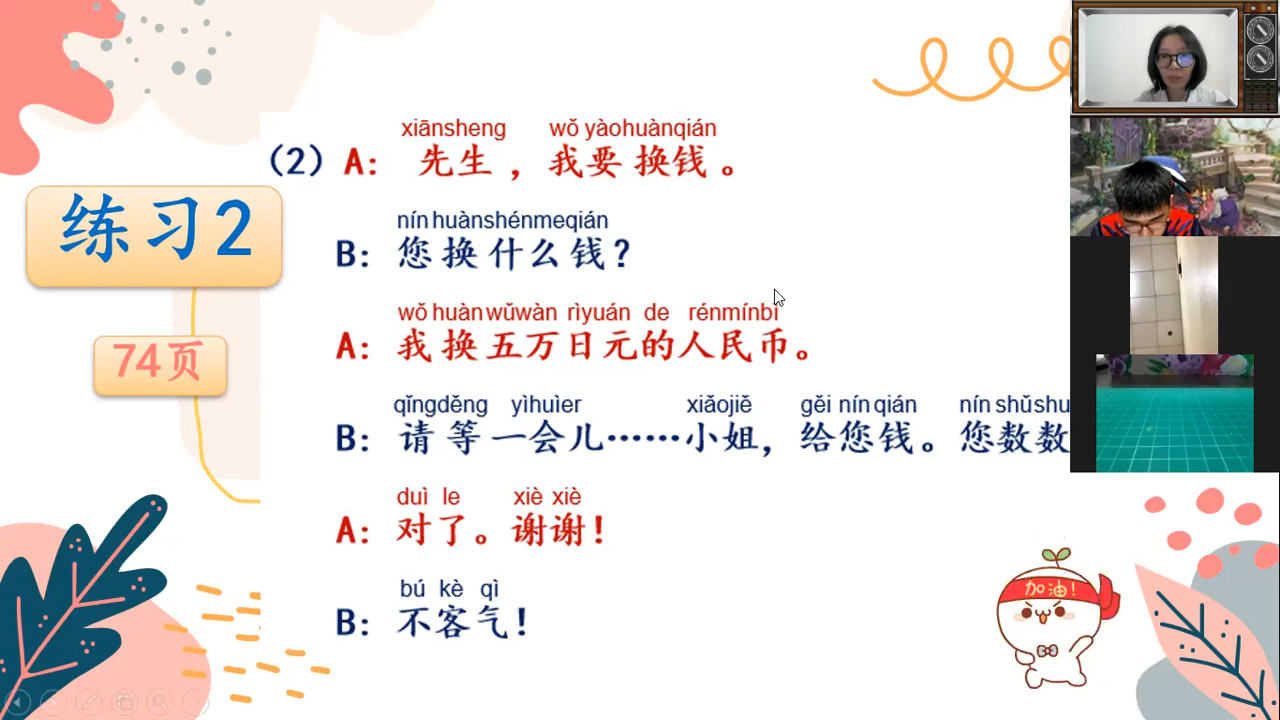 xiānsheng wǒ yàohuànqián
（2）A： 先生，我要换钱。
练习2
nín huànshénmeqián
B：您换什么钱？
wǒ huànwǔwàn rìyuán de rénmínbì
A：我换五万日元的人民币。
74页
qǐngděng yìhuìer xiǎojiě gěi nín qián nín shǔshu
B：请等一会儿……小姐，给您钱。您数数
duì le xiè xiè
A：对了。谢谢！
bú kè qì
B：不客气！
加油！